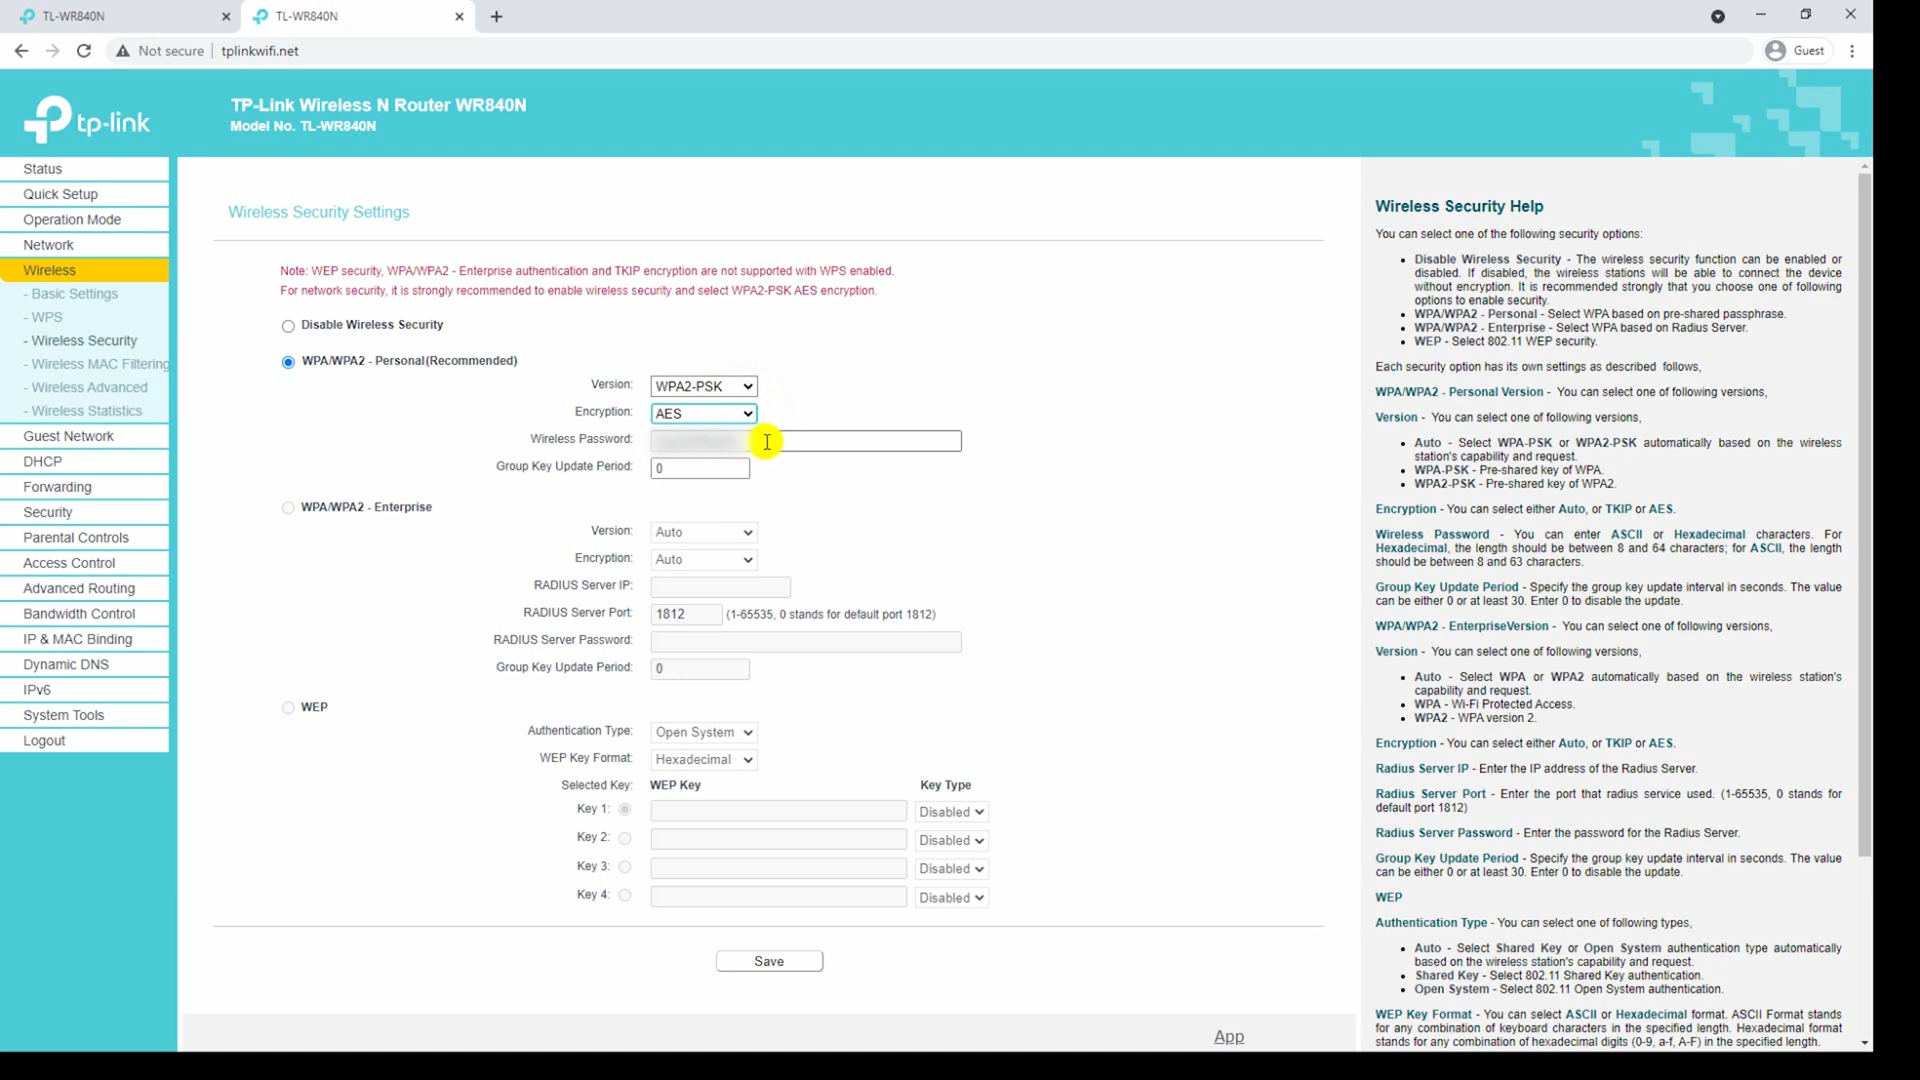 TL-WR840N
TL-WR840N
Not secure
tplinkwifi.net
Guest
tp-link
TP-Link Wireless N Router WR840N
Model No. TL-WR840N
Status
Quick Setup
Operation Mode
Network
Wireless
- Basic Settings
- WPS
- Wireless Security
- Wireless MAC Filtering
- Wireless Advanced
- Wireless Statistics
Guest Network
DHCP
Forwarding
Security
Parental Controls
Access Control
Advanced Routing
Bandwidth Control
IP & MAC Binding
Dynamic DNS
IPv6
System Tools
Logout
Wireless Security Settings
Note: WEP security, WPA/WPA2 - Enterprise authentication and TKIP encryption are not supported with WPS enabled.
For network security, it is strongly recommended to enable wireless security and select WPA2-PSK AES encryption.
Disable Wireless Security
WPA/WPA2 - Personal(Recommended)
Version: WPA2-PSK
Encryption: AES
Wireless Password:
Group Key Update Period: 0
WPA/WPA2 - Enterprise
Version: Auto
Encryption: Auto
RADIUS Server IP:
RADIUS Server Port: 1812 (1-65535, 0 stands for default port 1812)
RADIUS Server Password:
Group Key Update Period: 0
WEP
Authentication Type: Open System
WEP Key Format: Hexadecimal
Selected Key: WEP Key Key Type
Key 1: Disabled
Key 2: Disabled
Key 3: Disabled
Key 4: Disabled
Save
App
Wireless Security Help
You can select one of the following security options:
• Disable Wireless Security - The wireless security function can be enabled or
disabled. If disabled, the wireless stations will be able to connect the device
without encryption. It is recommended strongly that you choose one of following
options to enable security.
• WPA/WPA2 - Personal - Select WPA based on pre-shared passphrase.
• WPA/WPA2 - Enterprise - Select WPA based on Radius Server.
• WEP - Select 802.11 WEP security.
Each security option has its own settings as described follows,
WPA/WPA2 - Personal Version - You can select one of following versions,
Version - You can select one of following versions,
• Auto - Select WPA-PSK or WPA2-PSK automatically based on the wireless
station's capability and request.
• WPA-PSK - Pre-shared key of WPA.
• WPA2-PSK - Pre-shared key of WPA2.
Encryption - You can select either Auto, or TKIP or AES.
Wireless Password - You can enter ASCII or Hexadecimal characters. For
Hexadecimal, the length should be between 8 and 64 characters; for ASCII, the length
should be between 8 and 63 characters.
Group Key Update Period - Specify the group key update interval in seconds. The value
can be either 0 or at least 30. Enter 0 to disable the update.
WPA/WPA2 - EnterpriseVersion - You can select one of following versions,
Version - You can select one of following versions,
• Auto - Select WPA or WPA2 automatically based on the wireless station's
capability and request.
• WPA - Wi-Fi Protected Access.
• WPA2 - WPA version 2.
Encryption - You can select either Auto, or TKIP or AES.
Radius Server IP - Enter the IP address of the Radius Server.
Radius Server Port - Enter the port that radius service used. (1-65535, 0 stands for
default port 1812)
Radius Server Password - Enter the password for the Radius Server.
Group Key Update Period - Specify the group key update interval in seconds. The value
can be either 0 or at least 30. Enter 0 to disable the update.
WEP
Authentication Type - You can select one of following types,
• Auto - Select Shared Key or Open System authentication type automatically
based on the wireless station's capability and request.
• Shared Key - Select 802.11 Shared Key authentication.
• Open System - Select 802.11 Open System authentication.
WEP Key Format - You can select ASCII or Hexadecimal format. ASCII Format stands
for any combination of keyboard characters in the specified length. Hexadecimal format
stands for any combination of hexadecimal digits (0-9, a-f, A-F) in the specified length.